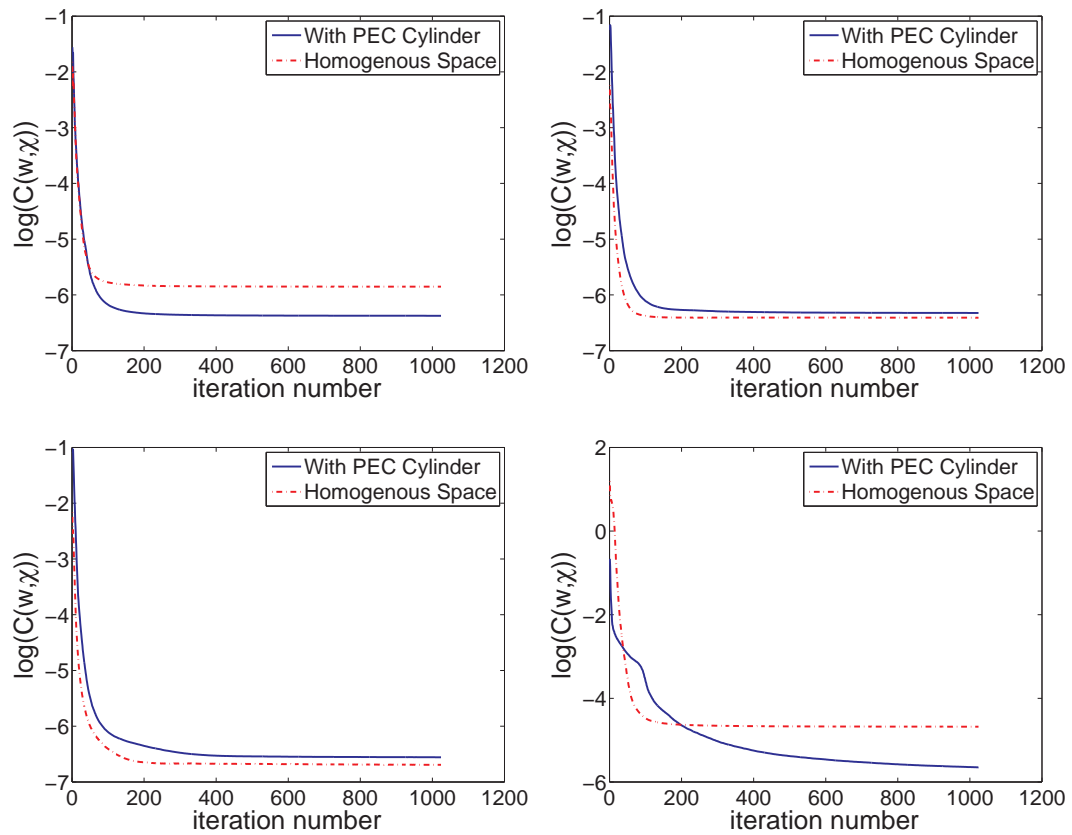 −1
−2
−3
−4
−5
−6
−7
0 200 400 600 800 1000 1200
iteration number
log(C(w,χ))
With PEC Cylinder
Homogenous Space
−1
−2
−3
−4
−5
−6
−7
0 200 400 600 800 1000 1200
iteration number
log(C(w,χ))
With PEC Cylinder
Homogenous Space
−1
−2
−3
−4
−5
−6
−7
0 200 400 600 800 1000 1200
iteration number
log(C(w,χ))
With PEC Cylinder
Homogenous Space
2
0
−2
−4
−6
0 200 400 600 800 1000 1200
iteration number
log(C(w,χ))
With PEC Cylinder
Homogenous Space